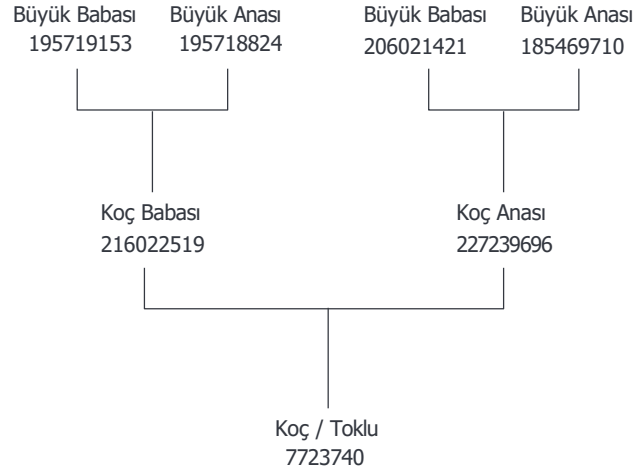 Büyük Babası Büyük Anası Büyük Babası Büyük Anası
195719153 195718824 206021421 185469710
Koç Babası Koç Anası
216022519 227239696
Koç / Toklu
7723740